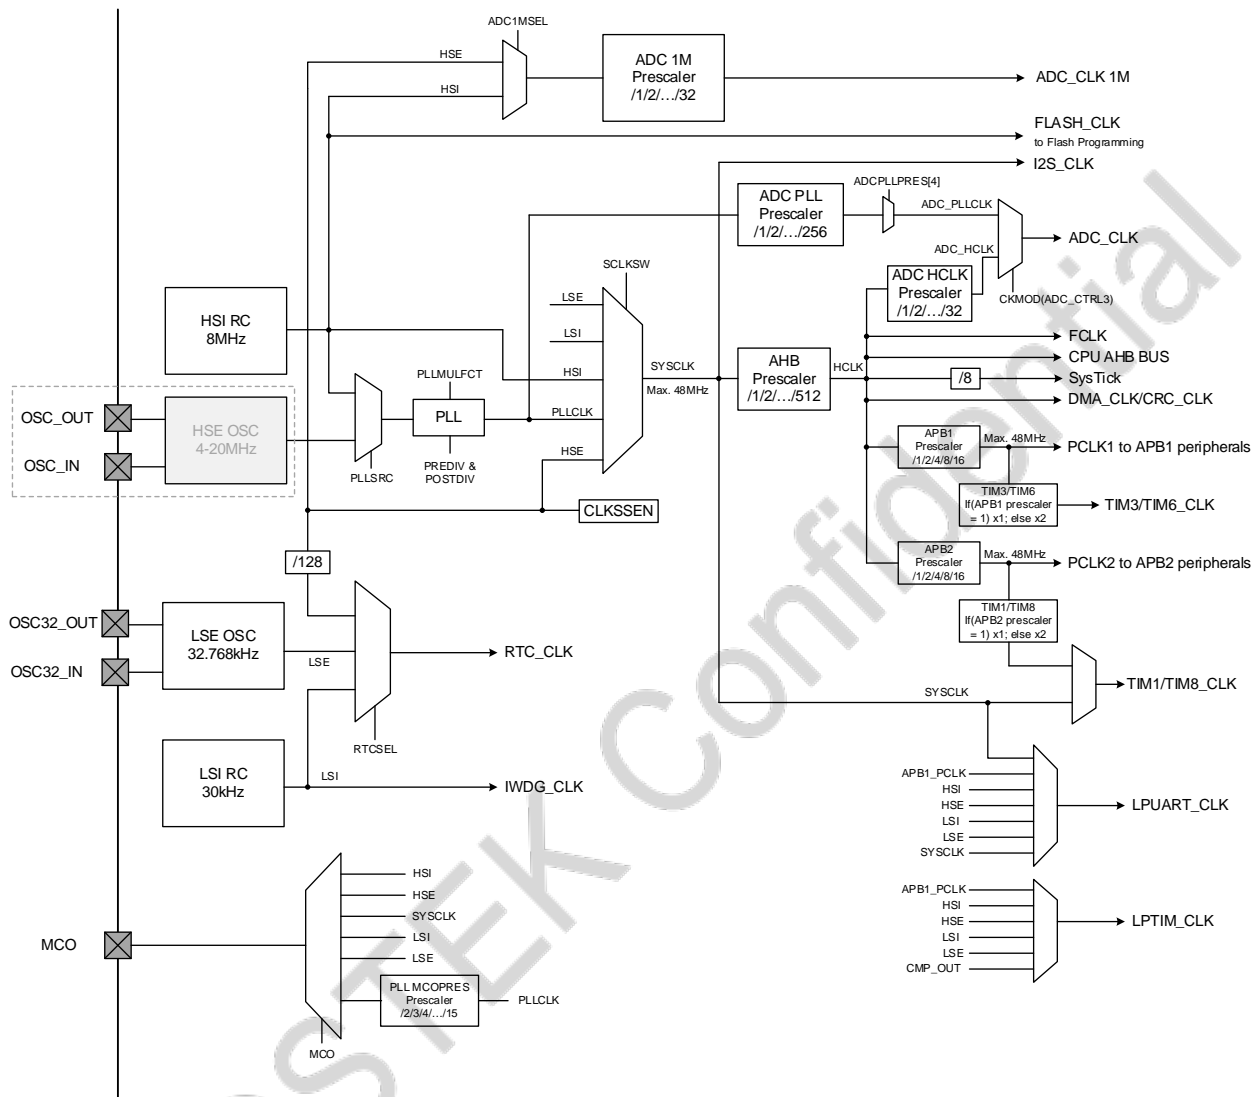 ADC1MSEL
HSE
HSI
ADC 1M
Prescaler
/1/2/…/32
ADC_CLK 1M
FLASH_CLK
to Flash Programming
I2S_CLK
ADC PLL
Prescaler
/1/2/…/256
ADCPLLPRES[4]
ADC_PLLCLK
ADC_HCLK
ADC_CLK
ADC HCLK
Prescaler
/1/2/…/32
CKMOD(ADC_CTRL3)
SCLKSW
LSE
LSI
HSI
PLLCLK
HSE
HSI RC
8MHz
SYSCLK
Max. 48MHz
AHB
Prescaler
/1/2/…/512
HCLK
FCLK
CPU AHB BUS
/8
SysTick
DMA_CLK/CRC_CLK
OSC_OUT
OSC_IN
HSE OSC
4-20MHz
PLLMULFCT
PLL
PREDIV &
POSTDIV
PLLSRC
CLKSSEN
APB1
Prescaler
/1/2/4/8/16
Max. 48MHz
PCLK1 to APB1 peripherals
TIM3/TIM6
If(APB1 prescaler
= 1) x1; else x2
TIM3/TIM6_CLK
APB2
Prescaler
/1/2/4/8/16
Max. 48MHz
PCLK2 to APB2 peripherals
TIM1/TIM8
If(APB2 prescaler
= 1) x1; else x2
TIM1/TIM8_CLK
/128
OSC32_OUT
OSC32_IN
LSE OSC
32.768kHz
LSE
RTC_CLK
RTCSEL
LSI RC
30kHz
LSI
IWDG_CLK
SYSCLK
APB1_PCLK
HSI
HSE
LSI
LSE
SYSCLK
LPUART_CLK
APB1_PCLK
HSI
HSE
LSI
LSE
CMP_OUT
LPTIM_CLK
MCO
HSI
HSE
SYSCLK
LSI
LSE
PLL MCOPRES
Prescaler
/2/3/4/…/15
PLLCLK
MCO
STEK Confidential